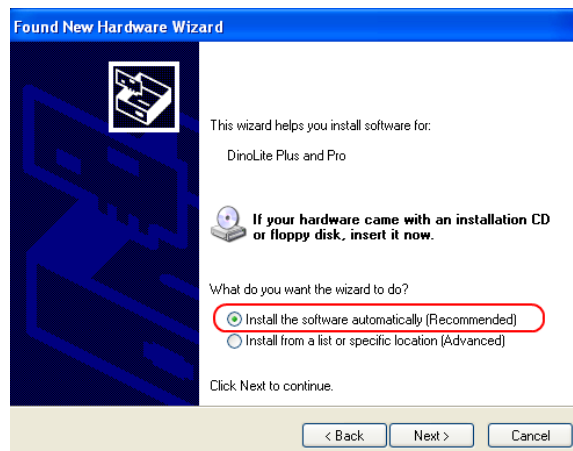 Found New Hardware Wizard
This wizard helps you install software for:
DinoLite Plus and Pro
If your hardware came with an installation CD
or floppy disk, insert it now.
What do you want the wizard to do?
Install the software automatically (Recommended)
Install from a list or specific location (Advanced)
Click Next to continue.
< Back Next > Cancel